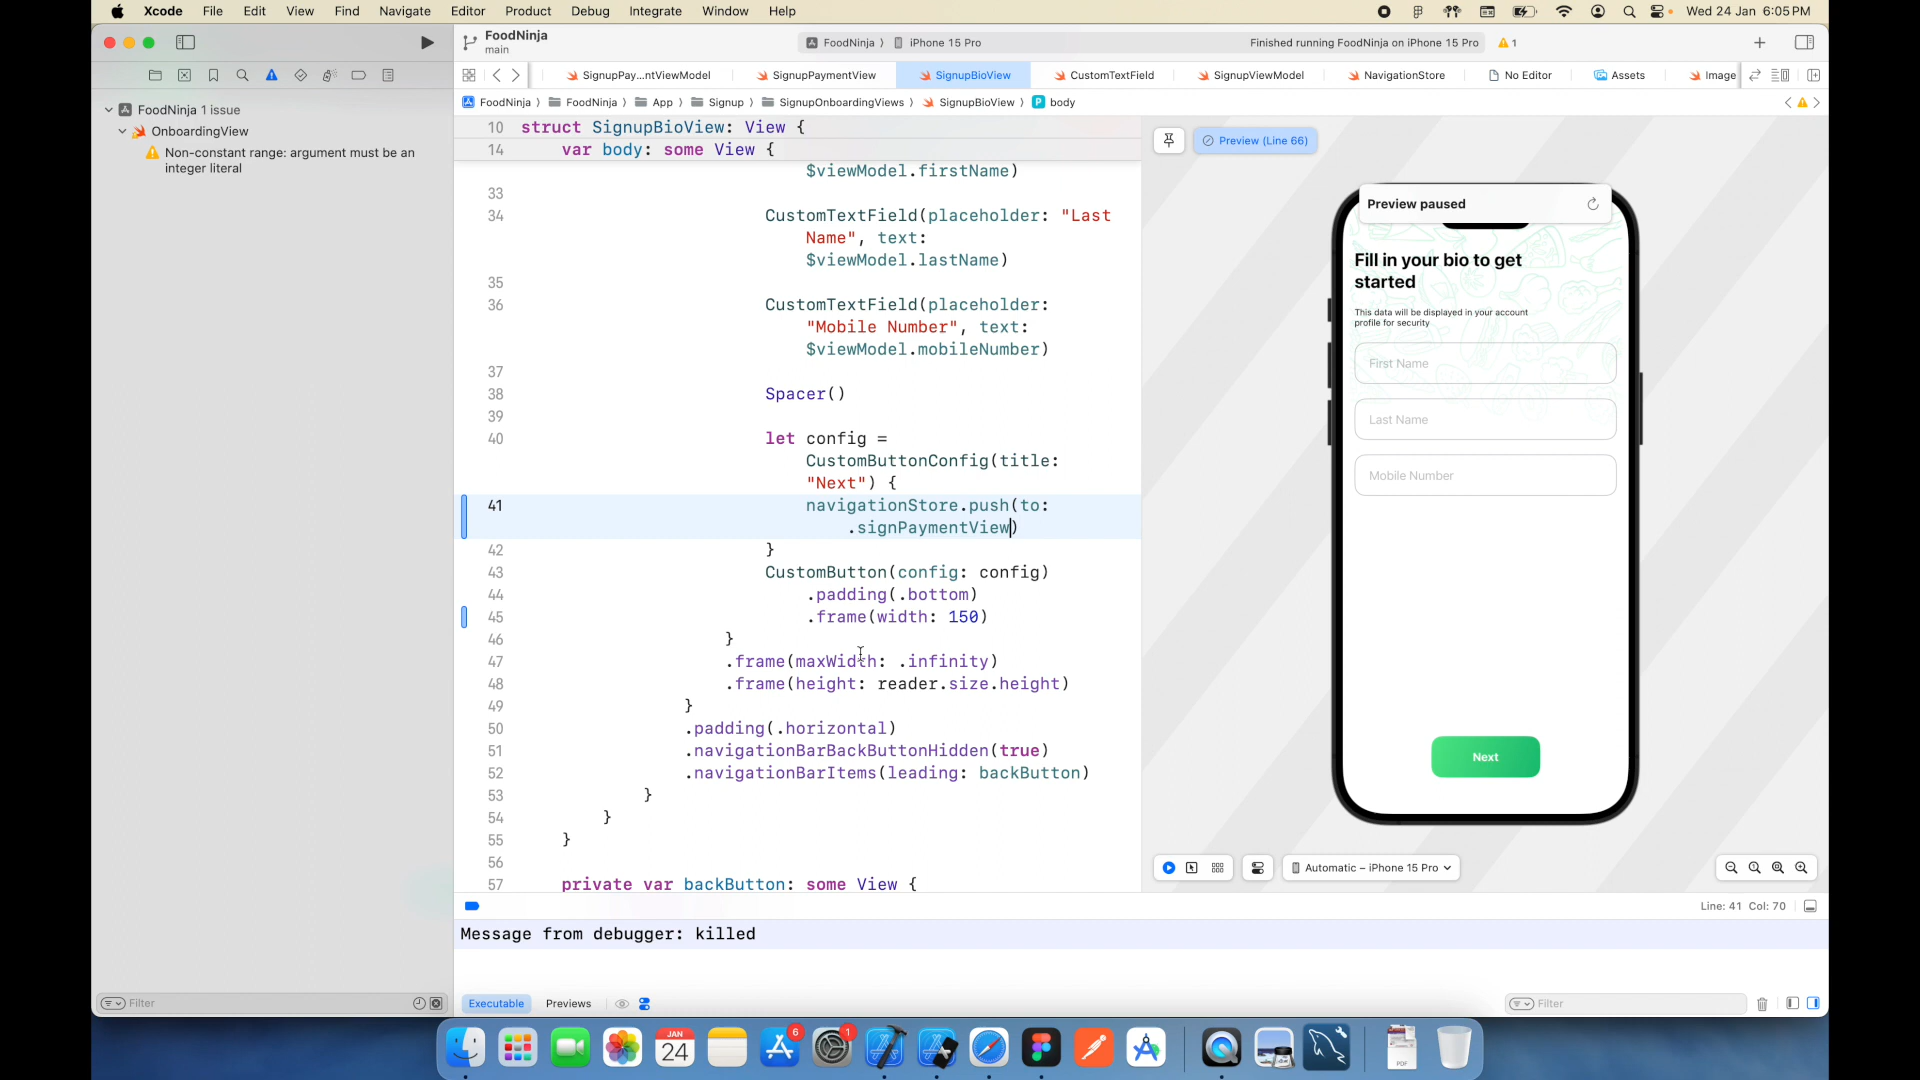 Xcode File Edit View Find Navigate Editor Product Debug Integrate Window Help Wed 24 Jan 6:05 PM
FoodNinja
main
FoodNinja iPhone 15 Pro
Finished running FoodNinja on iPhone 15 Pro 1
SignupPay...ntViewModel SignupPaymentView SignupBioView CustomTextField SignupViewModel NavigationStore No Editor Assets Image
FoodNinja FoodNinja App Signup SignupOnboardingViews SignupBioView P body
FoodNinja 1 issue
OnboardingView
Non-constant range: argument must be an
integer literal
10 struct SignupBioView: View {
14 var body: some View {
$viewModel.firstName)
33
34 CustomTextField(placeholder: "Last
Name", text:
$viewModel.lastName)
35
36 CustomTextField(placeholder:
"Mobile Number", text:
$viewModel.mobileNumber)
37
38 Spacer()
39
40 let config =
CustomButtonConfig(title:
"Next") {
41 navigationStore.push(to:
.signPaymentView)
42 }
43 CustomButton(config: config)
44 .padding(.bottom)
45 .frame(width: 150)
46 }
47 .frame(maxWidth: .infinity)
48 .frame(height: reader.size.height)
49 }
50 .padding(.horizontal)
51 .navigationBarBackButtonHidden(true)
52 .navigationBarItems(leading: backButton)
53 }
54 }
55 }
56
57 private var backButton: some View {
Preview (Line 66)
Preview paused
Fill in your bio to get
started
This data will be displayed in your account
profile for security
First Name
Last Name
Mobile Number
Next
Automatic – iPhone 15 Pro
Line: 41 Col: 70
Message from debugger: killed
Filter
Executable Previews
Filter
6
1
JAN
24
PDF